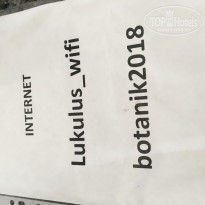 INTERNET
Lukulus_wifi
botanik2018